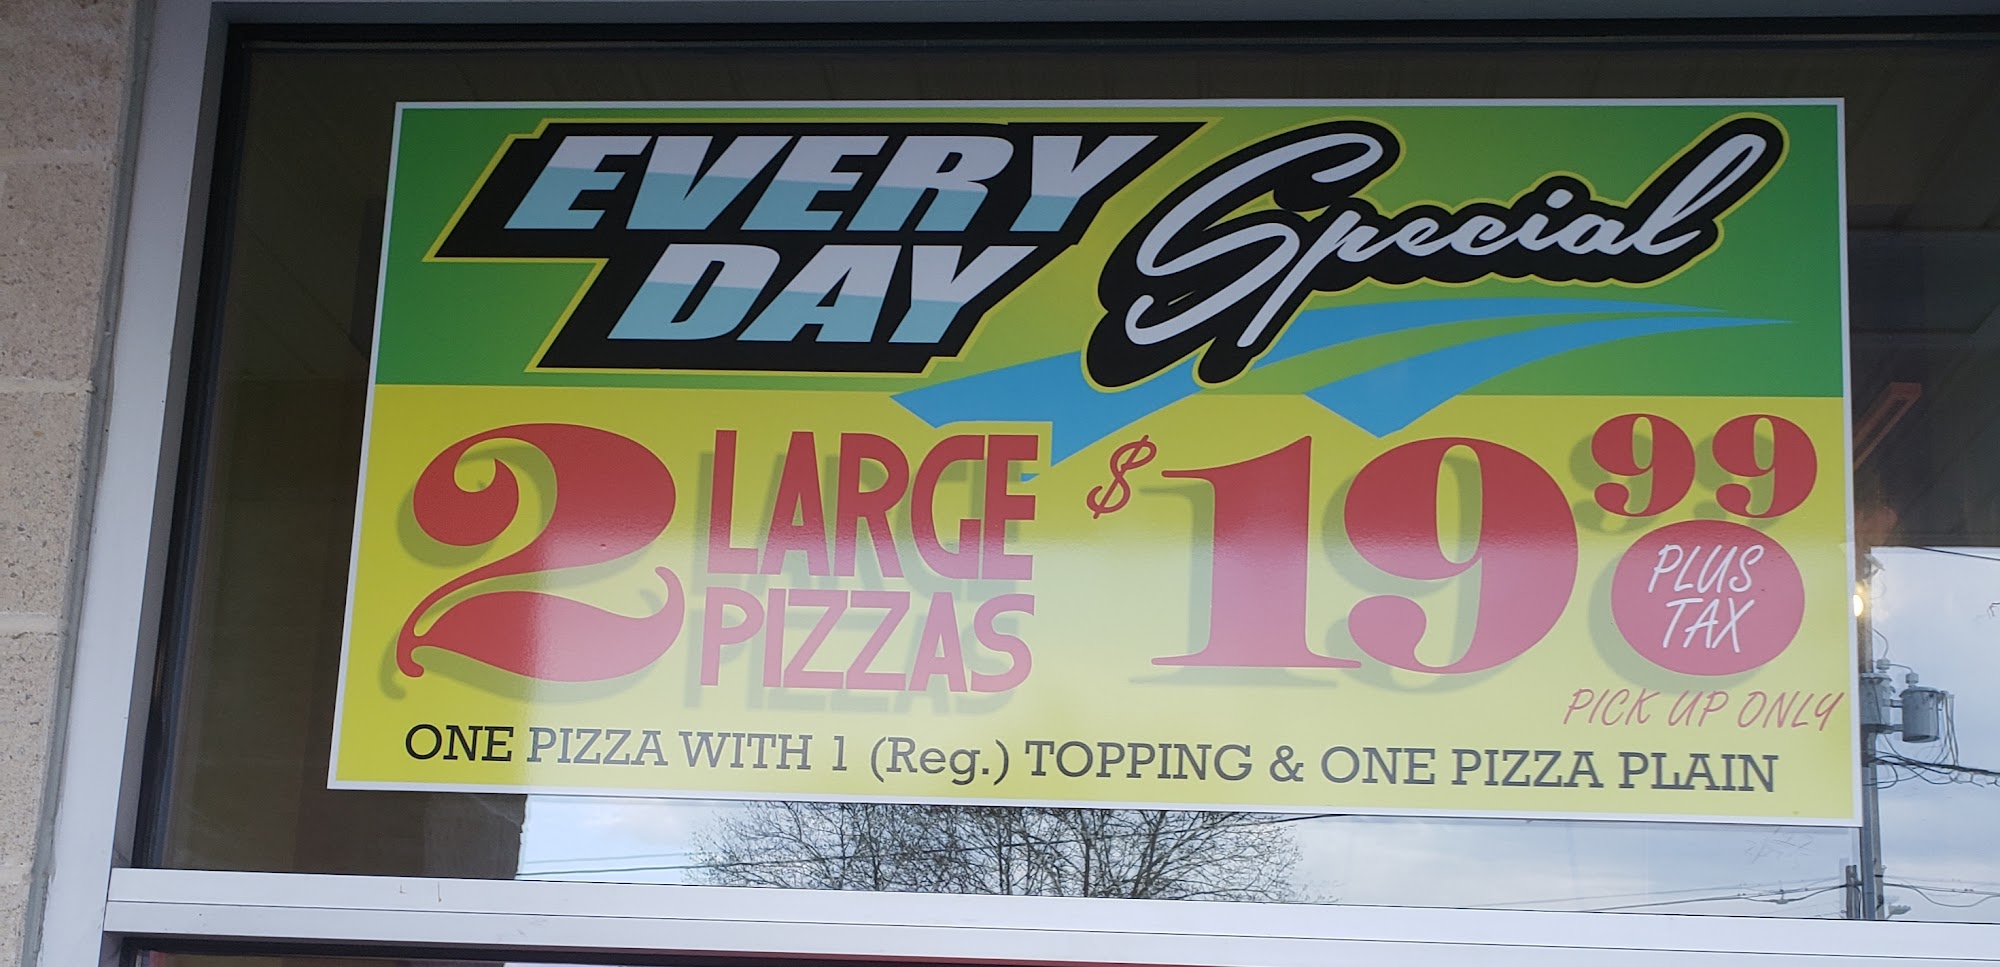 EVERY DAY Special
2 LARGE PIZZAS $19.99
PLUS TAX
PICK UP ONLY
ONE PIZZA WITH 1 (Reg.) TOPPING & ONE PIZZA PLAIN